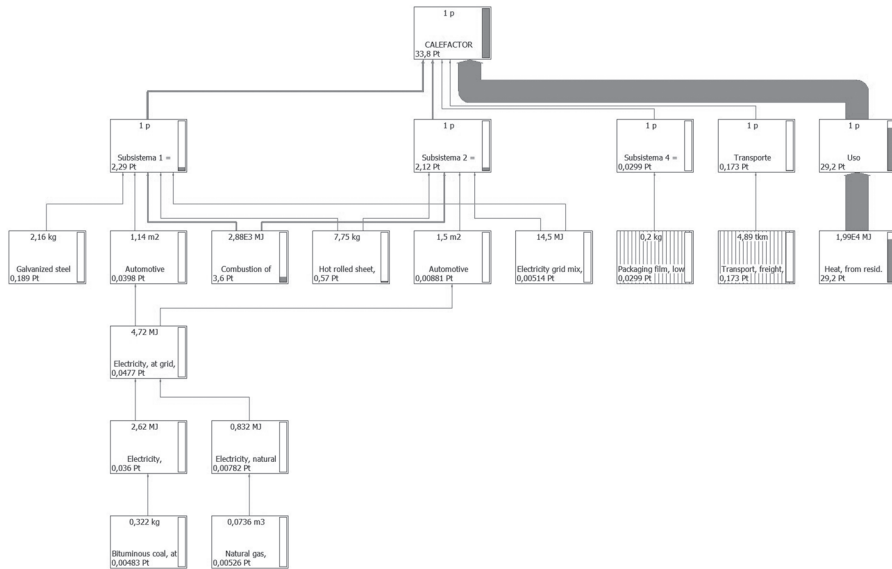 1 p
CALEFACTOR
33,8 Pt
1 p
Subsistema 1 =
2,29 Pt
1 p
Subsistema 2 =
2,12 Pt
1 p
Subsistema 4 =
0,0299 Pt
1 p
Transporte
0,173 Pt
1 p
Uso
29,2 Pt
2,16 kg
Galvanized steel
0,189 Pt
1,14 m2
Automotive
0,0398 Pt
2,88E3 MJ
Combustion of
3,6 Pt
7,75 kg
Hot rolled sheet,
0,57 Pt
1,5 m2
Automotive
0,00881 Pt
14,5 MJ
Electricity grid mix,
0,00514 Pt
0,2 kg
Packaging film, low
0,0299 Pt
4,89 tkm
Transport, freight,
0,173 Pt
1,99E4 MJ
Heat, from resid.
29,2 Pt
4,72 MJ
Electricity, at grid,
0,0477 Pt
2,62 MJ
Electricity,
0,036 Pt
0,832 MJ
Electricity, natural
0,00782 Pt
0,322 kg
Bituminous coal, at
0,00483 Pt
0,0736 m3
Natural gas,
0,00526 Pt